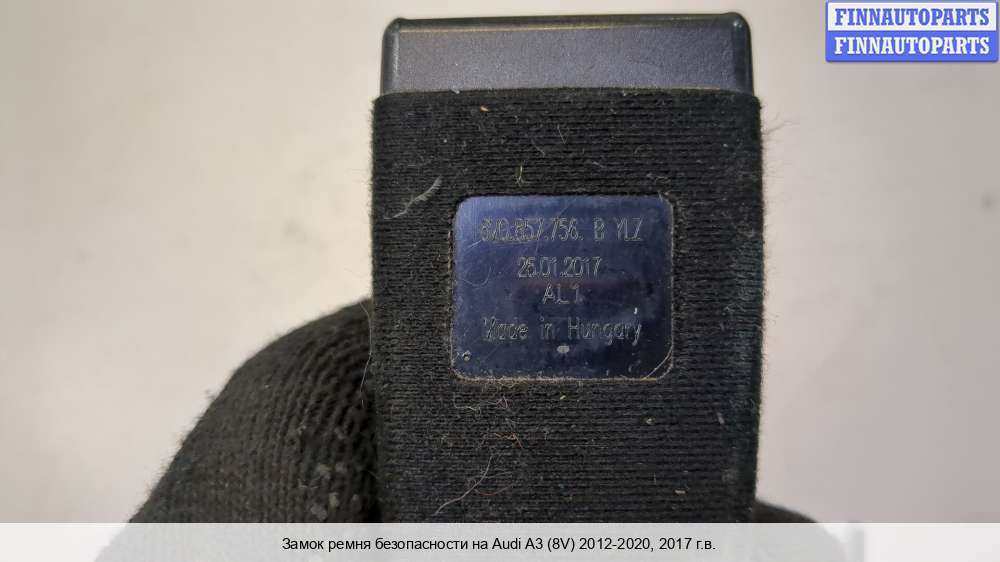 FINNAUTOPARTS
FINNAUTOPARTS
8V0.857.756. B YLZ
26.01.2017
AL1
Made in Hungary
Замок ремня безопасности на Audi A3 (8V) 2012-2020, 2017 г.в.